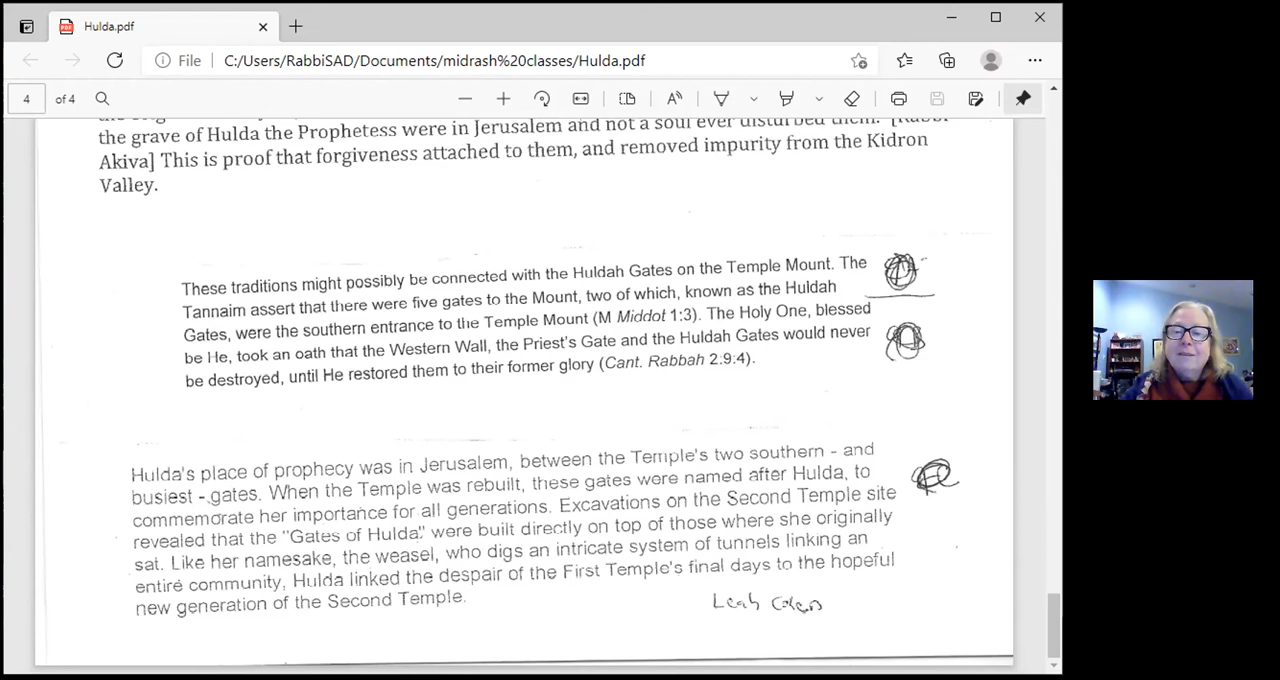 Hulda.pdf
File
C:/Users/RabbiSAD/Documents/midrash%20classes/Hulda.pdf
4 of 4
the grave of Hulda the Prophetess were in Jerusalem and not a soul ever disturbed them. [Rabbi
Akiva] This is proof that forgiveness attached to them, and removed impurity from the Kidron
Valley.
These traditions might possibly be connected with the Huldah Gates on the Temple Mount. The
Tannaim assert that there were five gates to the Mount, two of which, known as the Huldah
Gates, were the southern entrance to the Temple Mount (M Middot 1:3). The Holy One, blessed
be He, took an oath that the Western Wall, the Priest's Gate and the Huldah Gates would never
be destroyed, until He restored them to their former glory (Cant. Rabbah 2:9:4).
Hulda's place of prophecy was in Jerusalem, between the Temple's two southern - and
busiest - gates. When the Temple was rebuilt, these gates were named after Hulda, to
commemorate her importance for all generations. Excavations on the Second Temple site
revealed that the "Gates of Hulda" were built directly on top of those where she originally
sat. Like her namesake, the weasel, who digs an intricate system of tunnels linking an
entire community, Hulda linked the despair of the First Temple's final days to the hopeful
new generation of the Second Temple.
Leah